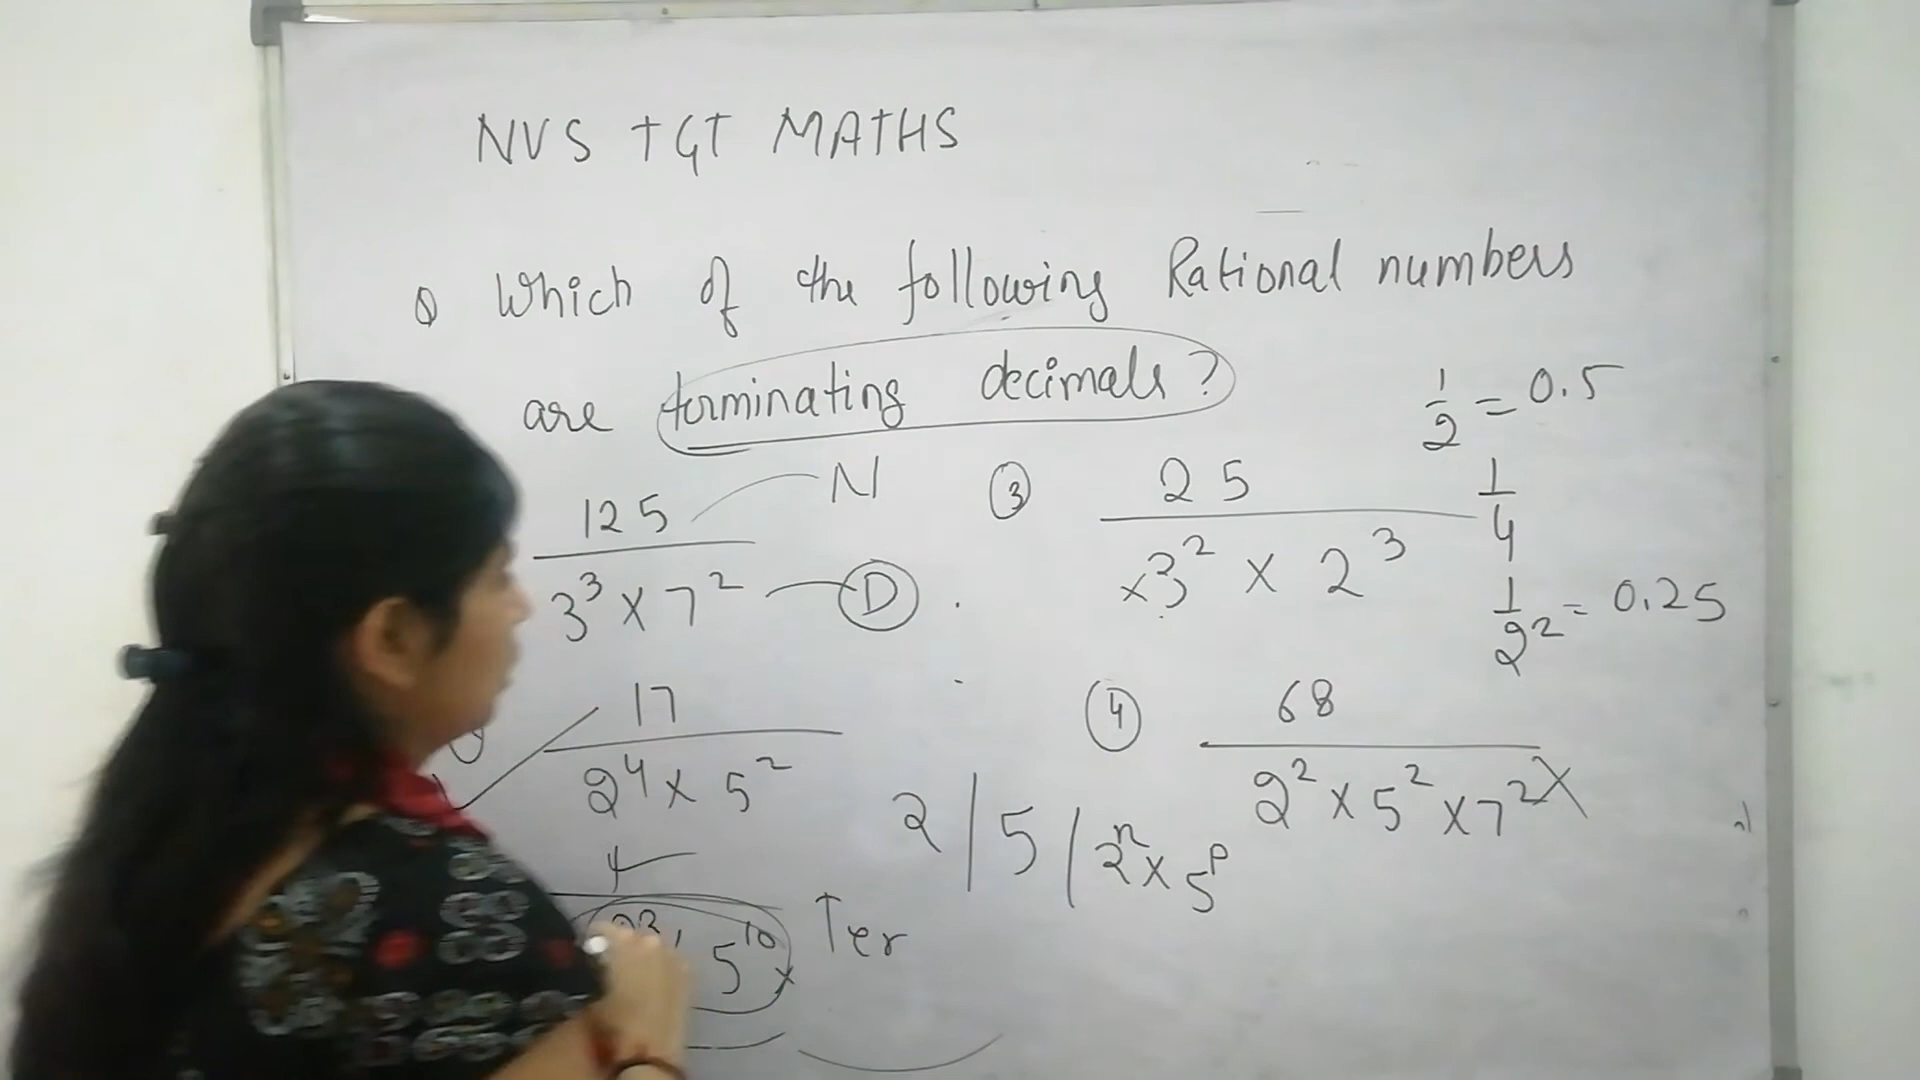 NVS TGT MATHS
Q Which of the following Rational numbers
are terminating decimals?
1/2 = 0.5
125 N
3³ x 7² D
③ 25
x3² x 2³
1/4
1/2² = 0.25
17
2⁴ x 5²
④ 68
2² x 5² x 7² X
2 / 5 / 2ⁿ x 5ᵖ
5¹⁰ x Ter